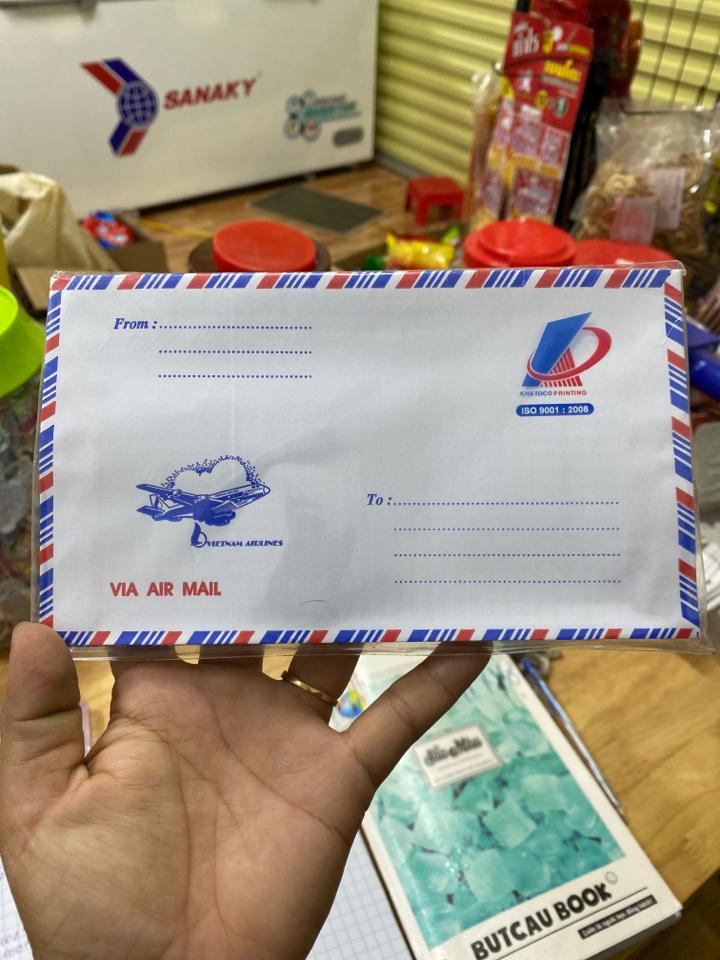 SANAKY
From :
KHATOCO PRINTING
ISO 9001 : 2008
To :
VIETNAM AIRLINES
VIA AIR MAIL
BUTCAU BOOK